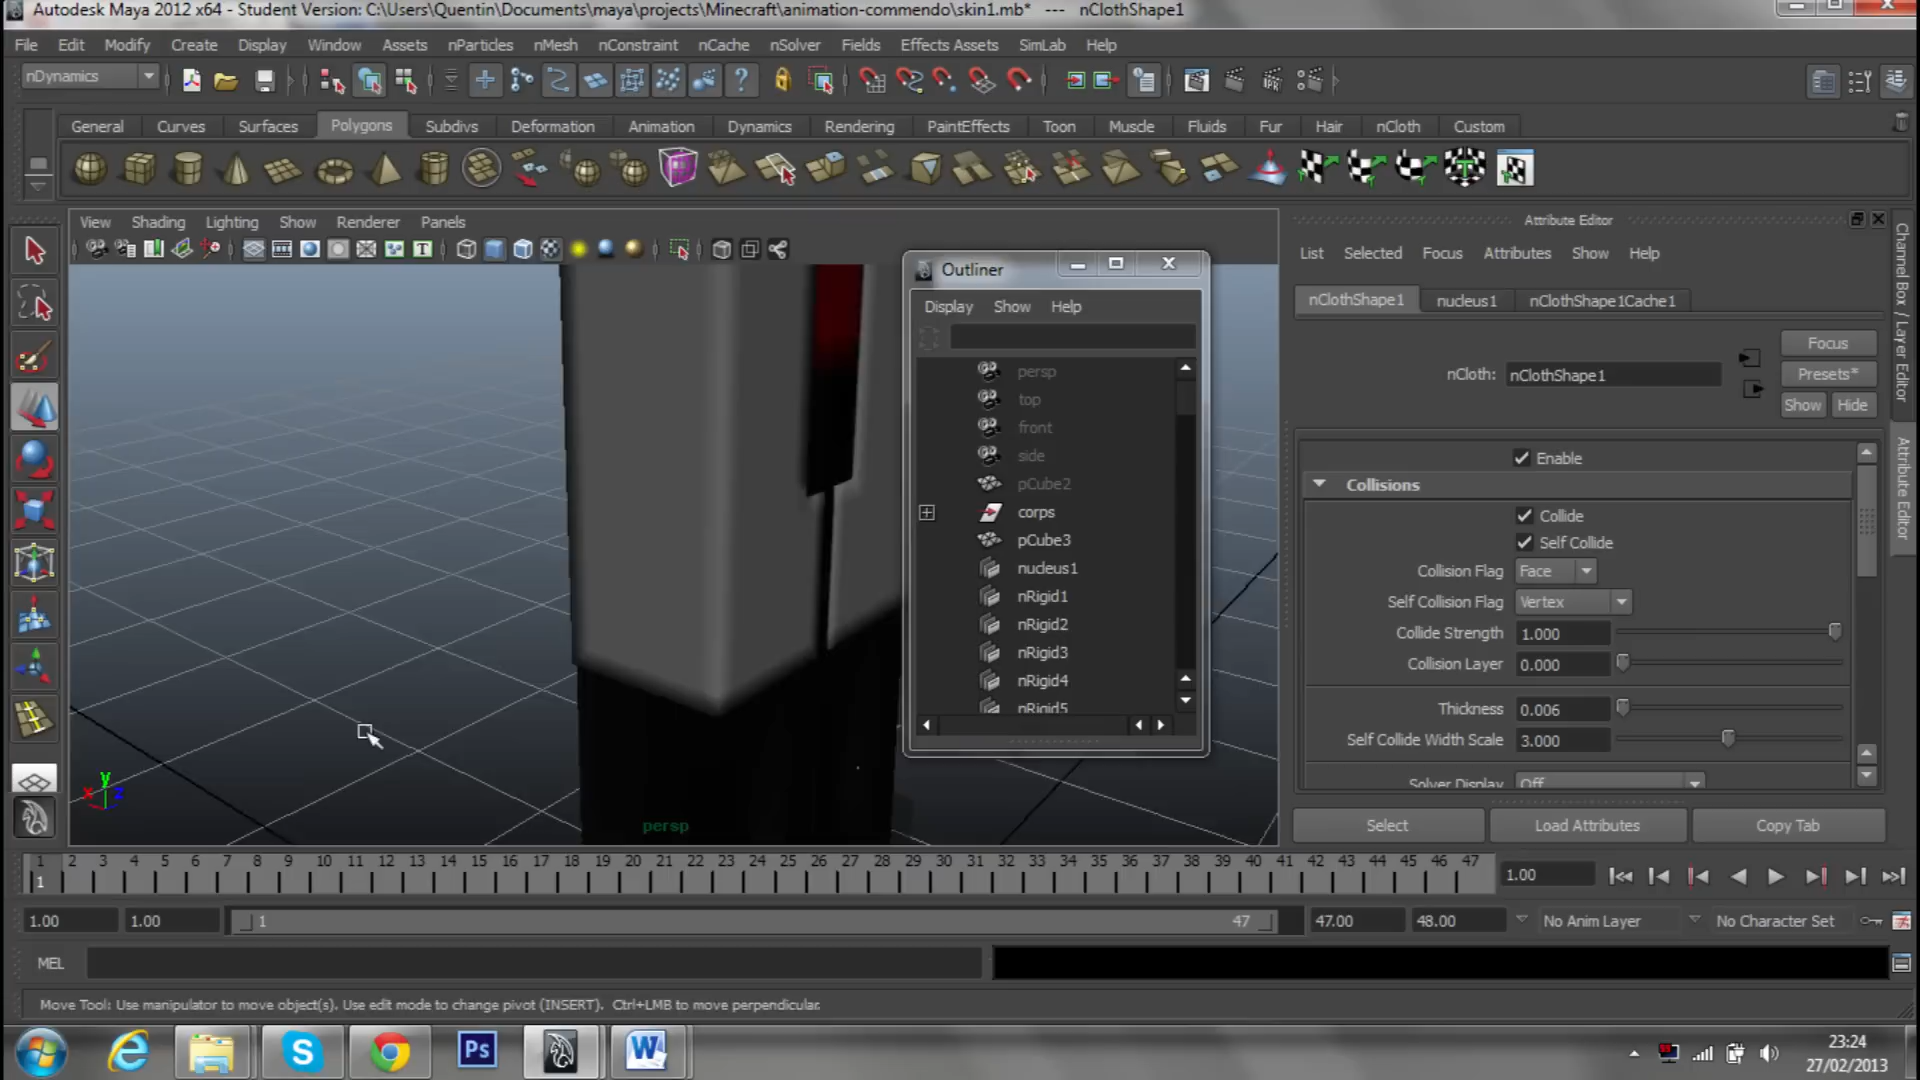 Autodesk Maya 2012 x64 - Student Version: C:\Users\Quentin\Documents\maya\projects\Minecraft\animation-commendo\skin1.mb* --- nClothShape1
File Edit Modify Create Display Window Assets nParticles nMesh nConstraint nCache nSolver Fields Effects Assets SimLab Help
nDynamics
General Curves Surfaces Subdivs Deformation Animation Dynamics Rendering PaintEffects Toon Muscle Fluids Fur Hair nCloth Custom
Polygons
View Shading Lighting Show Renderer Panels
Outliner
Display Show Help
persp
top
front
side
pCube2
corps
pCube3
nucleus1
nRigid1
nRigid2
nRigid3
nRigid4
nRigid5
persp
Attribute Editor
List Selected Focus Attributes Show Help
nClothShape1 nucleus1 nClothShape1Cache1
Focus
nCloth: nClothShape1
Presets*
Show Hide
Enable
Collisions
Collide
Self Collide
Collision Flag Face
Self Collision Flag Vertex
Collide Strength 1.000
Collision Layer 0.000
Thickness 0.006
Self Collide Width Scale 3.000
Solver Display Off
Select Load Attributes Copy Tab
Channel Box / Layer Editor
Attribute Editor
1 2 3 4 5 6 7 8 9 10 11 12 13 14 15 16 17 18 19 20 21 22 23 24 25 26 27 28 29 30 31 32 33 34 35 36 37 38 39 40 41 42 43 44 45 46 47
1
1.00
1.00 1.00 1 47 47.00 48.00 No Anim Layer No Character Set
MEL
Move Tool: Use manipulator to move object(s). Use edit mode to change pivot (INSERT). Ctrl+LMB to move perpendicular.
Ps
23:24
27/02/2013